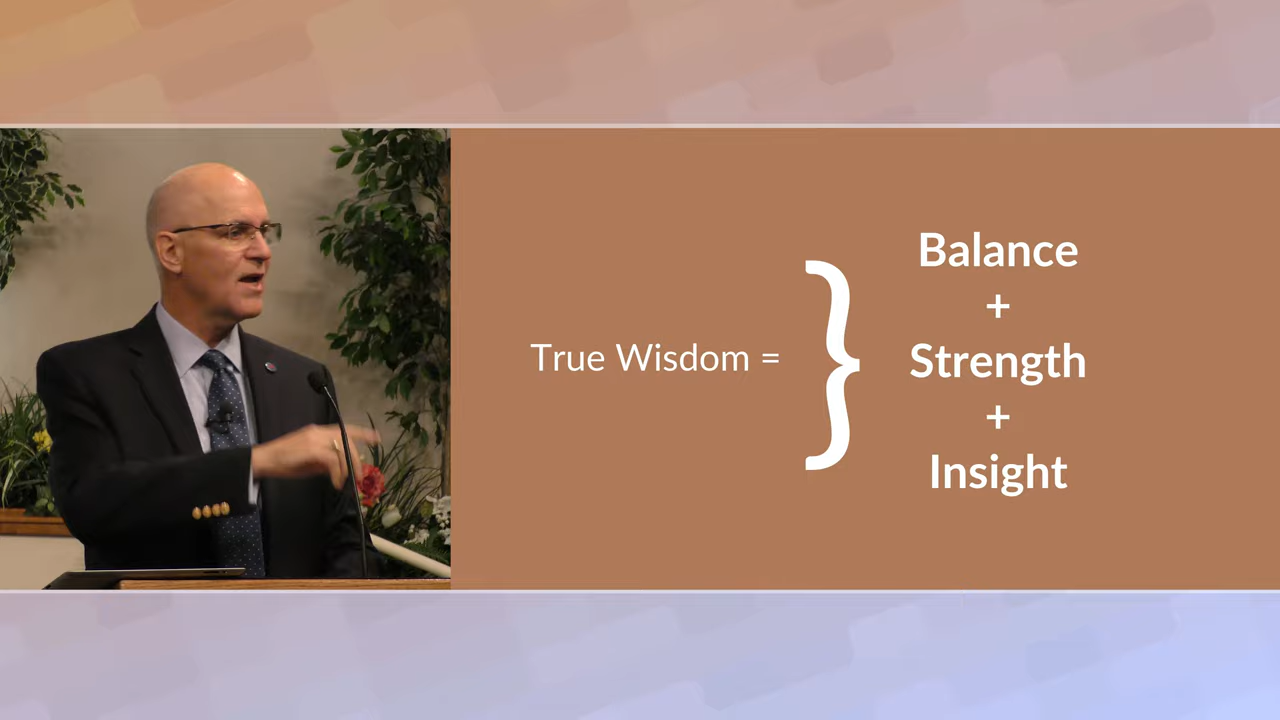 True Wisdom =
}
Balance
+
Strength
+
Insight